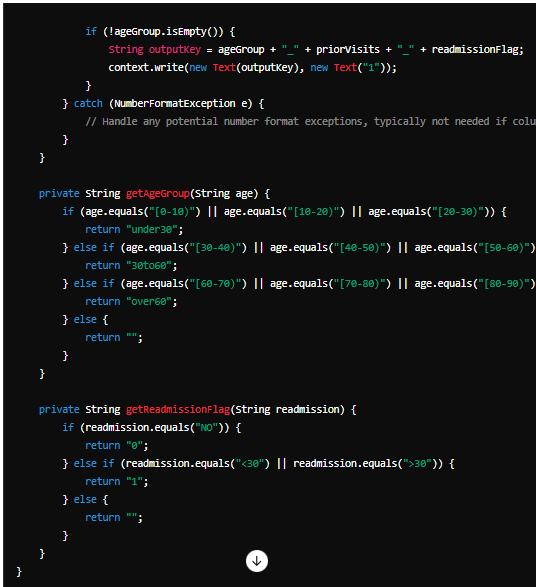 if (!ageGroup.isEmpty()) {
String outputKey = ageGroup + "_" + priorVisits + "_" + readmissionFlag;
context.write(new Text(outputKey), new Text("1"));
}
} catch (NumberFormatException e) {
// Handle any potential number format exceptions, typically not needed if colu
}
}
private String getAgeGroup(String age) {
if (age.equals("[0-10)") || age.equals("[10-20)") || age.equals("[20-30)")) {
return "under30";
} else if (age.equals("[30-40)") || age.equals("[40-50)") || age.equals("[50-60)")
return "30to60";
} else if (age.equals("[60-70)") || age.equals("[70-80)") || age.equals("[80-90)")
return "over60";
} else {
return "";
}
}
private String getReadmissionFlag(String readmission) {
if (readmission.equals("NO")) {
return "0";
} else if (readmission.equals("<30") || readmission.equals(">30")) {
return "1";
} else {
return "";
}
}
}